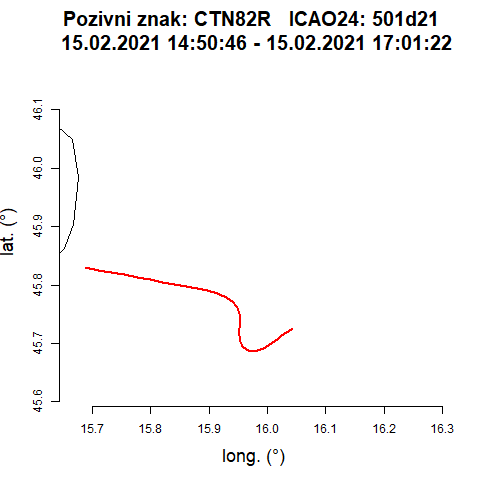 Pozivni znak: CTN82R   ICAO24: 501d21
15.02.2021 14:50:46 - 15.02.2021 17:01:22
46.1
46.0
45.9
45.8
45.7
45.6
lat. (°)
15.7 15.8 15.9 16.0 16.1 16.2 16.3
long. (°)